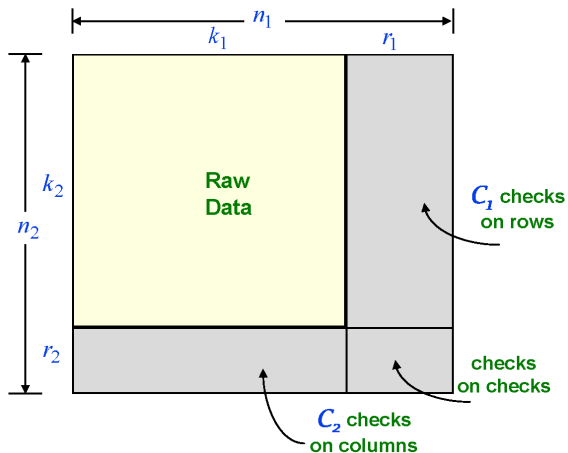 n₁
k₁
r₁
k₂
n₂
r₂
Raw
Data
C₁ checks
on rows
checks
on checks
C₂ checks
on columns